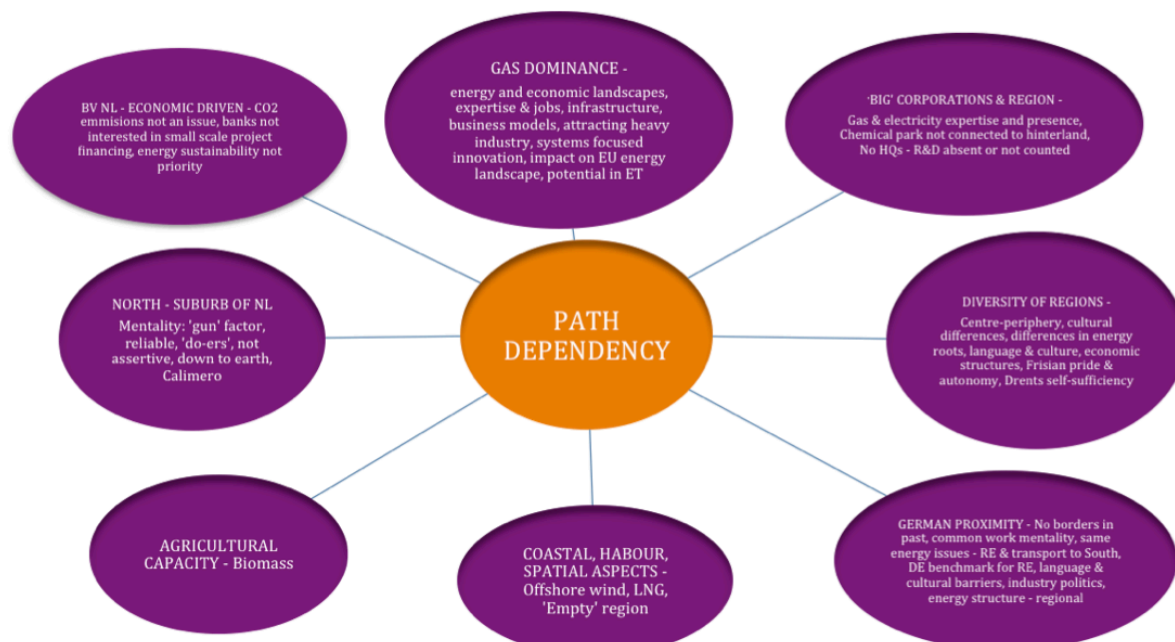 BV NL - ECONOMIC DRIVEN - CO2
emmisions not an issue, banks not
interested in small scale project
financing, energy sustainability not
priority
GAS DOMINANCE -
energy and economic landscapes,
expertise & jobs, infrastructure,
business models, attracting heavy
industry, systems focused
innovation, impact on EU energy
landscape, potential in ET
'BIG' CORPORATIONS & REGION -
Gas & electricity expertise and presence,
Chemical park not connected to hinterland,
No HQs - R&D absent or not counted
NORTH - SUBURB OF NL
Mentality: 'gun' factor,
reliable, 'do-ers', not
assertive, down to earth,
Calimero
PATH
DEPENDENCY
DIVERSITY OF REGIONS -
Centre-periphery, cultural
differences, differences in energy
roots, language & culture, economic
structures, Frisian pride &
autonomy, Drents self-sufficiency
AGRICULTURAL
CAPACITY - Biomass
COASTAL, HABOUR,
SPATIAL ASPECTS -
Offshore wind, LNG,
'Empty' region
GERMAN PROXIMITY - No borders in
past, common work mentality, same
energy issues - RE & transport to South,
DE benchmark for RE, language &
cultural barriers, industry politics,
energy structure - regional